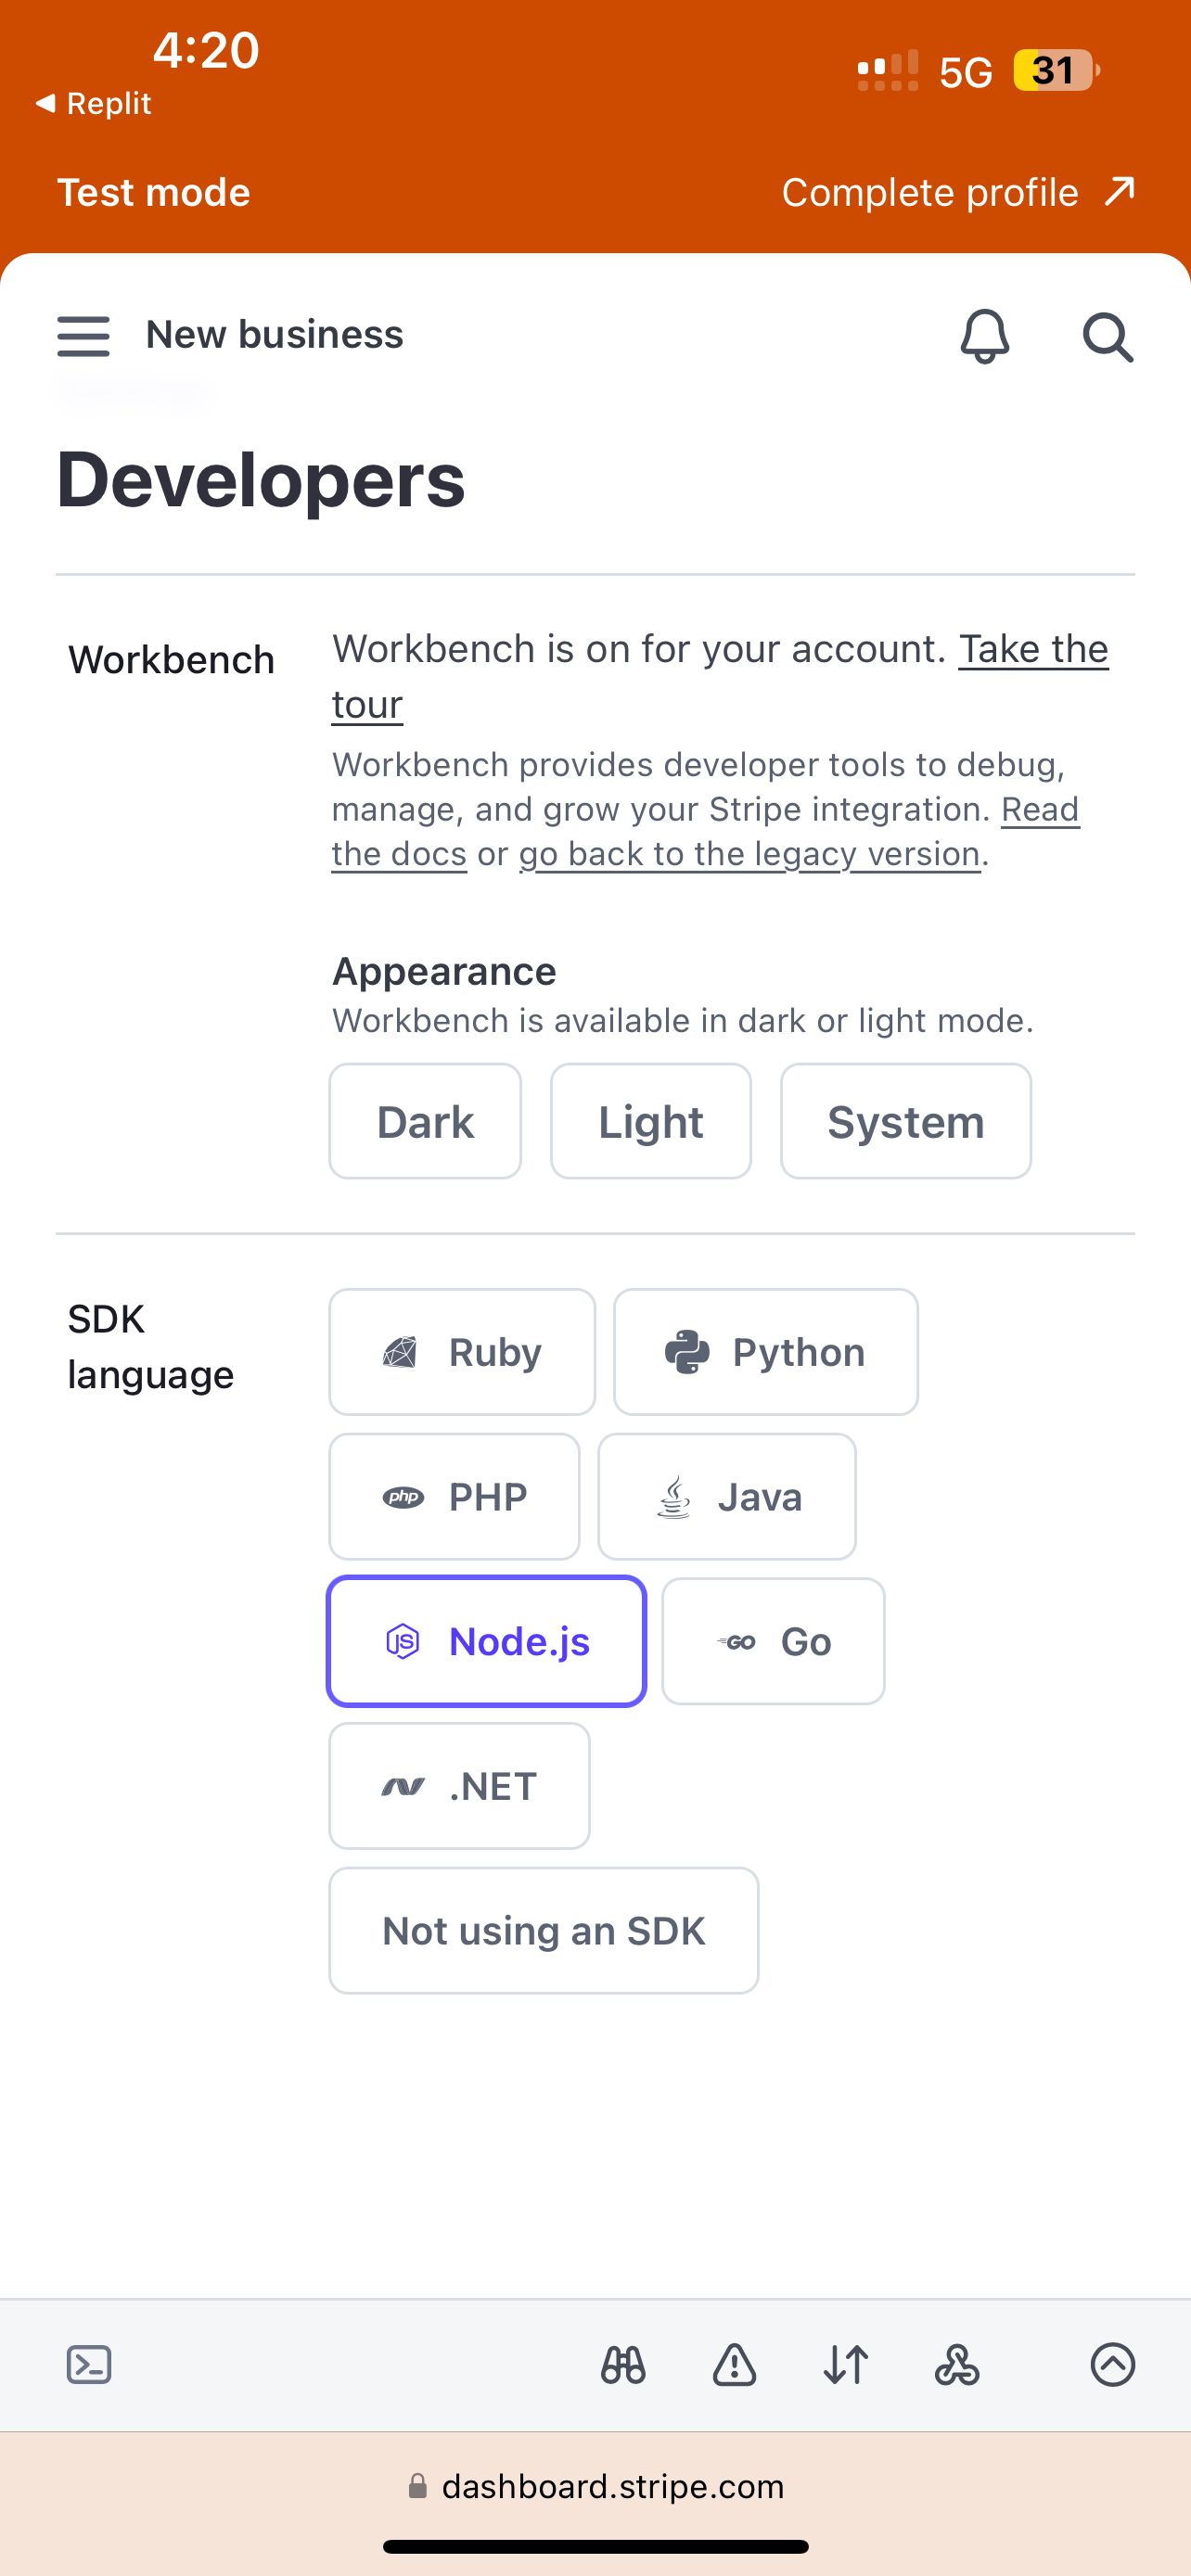 4:20
5G
31
◀ Replit
Test mode
Complete profile
New business
Developers
Workbench
Workbench is on for your account. Take the
tour
Workbench provides developer tools to debug,
manage, and grow your Stripe integration. Read
the docs or go back to the legacy version.
Appearance
Workbench is available in dark or light mode.
Dark
Light
System
SDK
language
Ruby
Python
php PHP
Java
JS Node.js
GO Go
.NET
Not using an SDK
dashboard.stripe.com